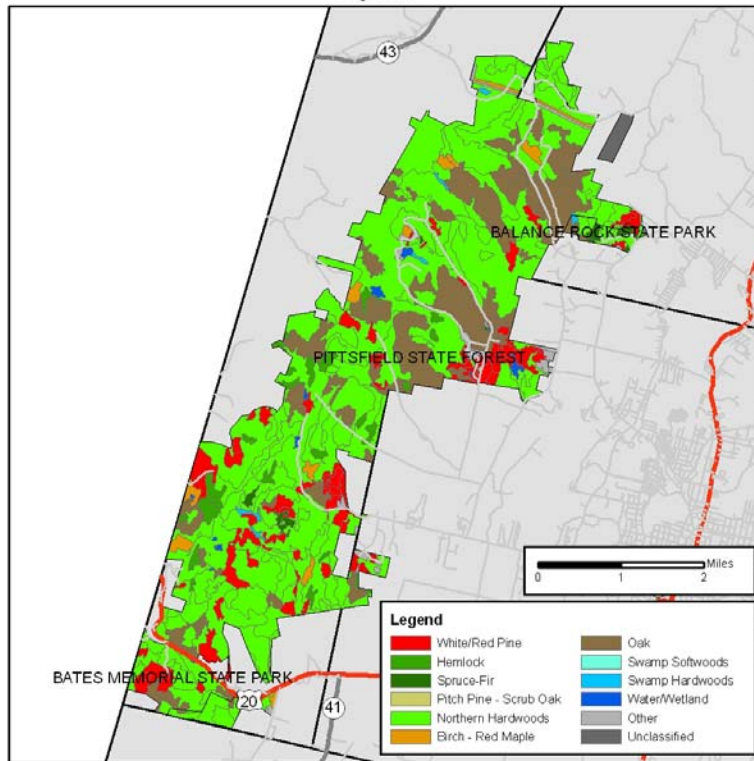 43
BALANCE ROCK STATE PARK
PITTSFIELD STATE FOREST
Miles
0 1 2
Legend
White/Red Pine
Hemlock
Spruce-Fir
Pitch Pine - Scrub Oak
Northern Hardwoods
Birch - Red Maple
Oak
Swamp Softwoods
Swamp Hardwoods
Water/Wetland
Other
Unclassified
BATES MEMORIAL STATE PARK
20
41